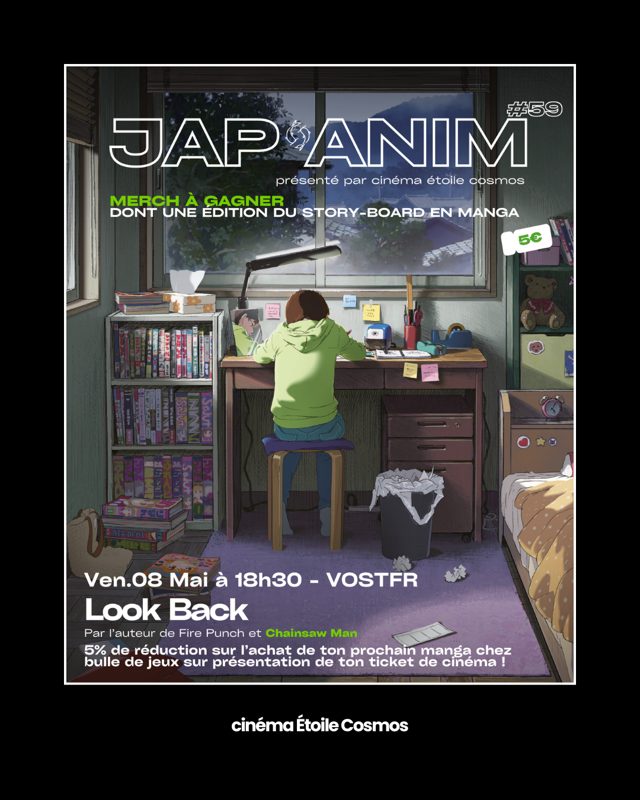 #59
JAP'ANIM
présenté par cinéma étoile cosmos
MERCH À GAGNER
DONT UNE ÉDITION DU STORY-BOARD EN MANGA
5€
Ven.08 Mai à 18h30 - VOSTFR
Look Back
Par l'auteur de Fire Punch et Chainsaw Man
5% de réduction sur l'achat de ton prochain manga chez
bulle de jeux sur présentation de ton ticket de cinéma !
cinéma Étoile Cosmos